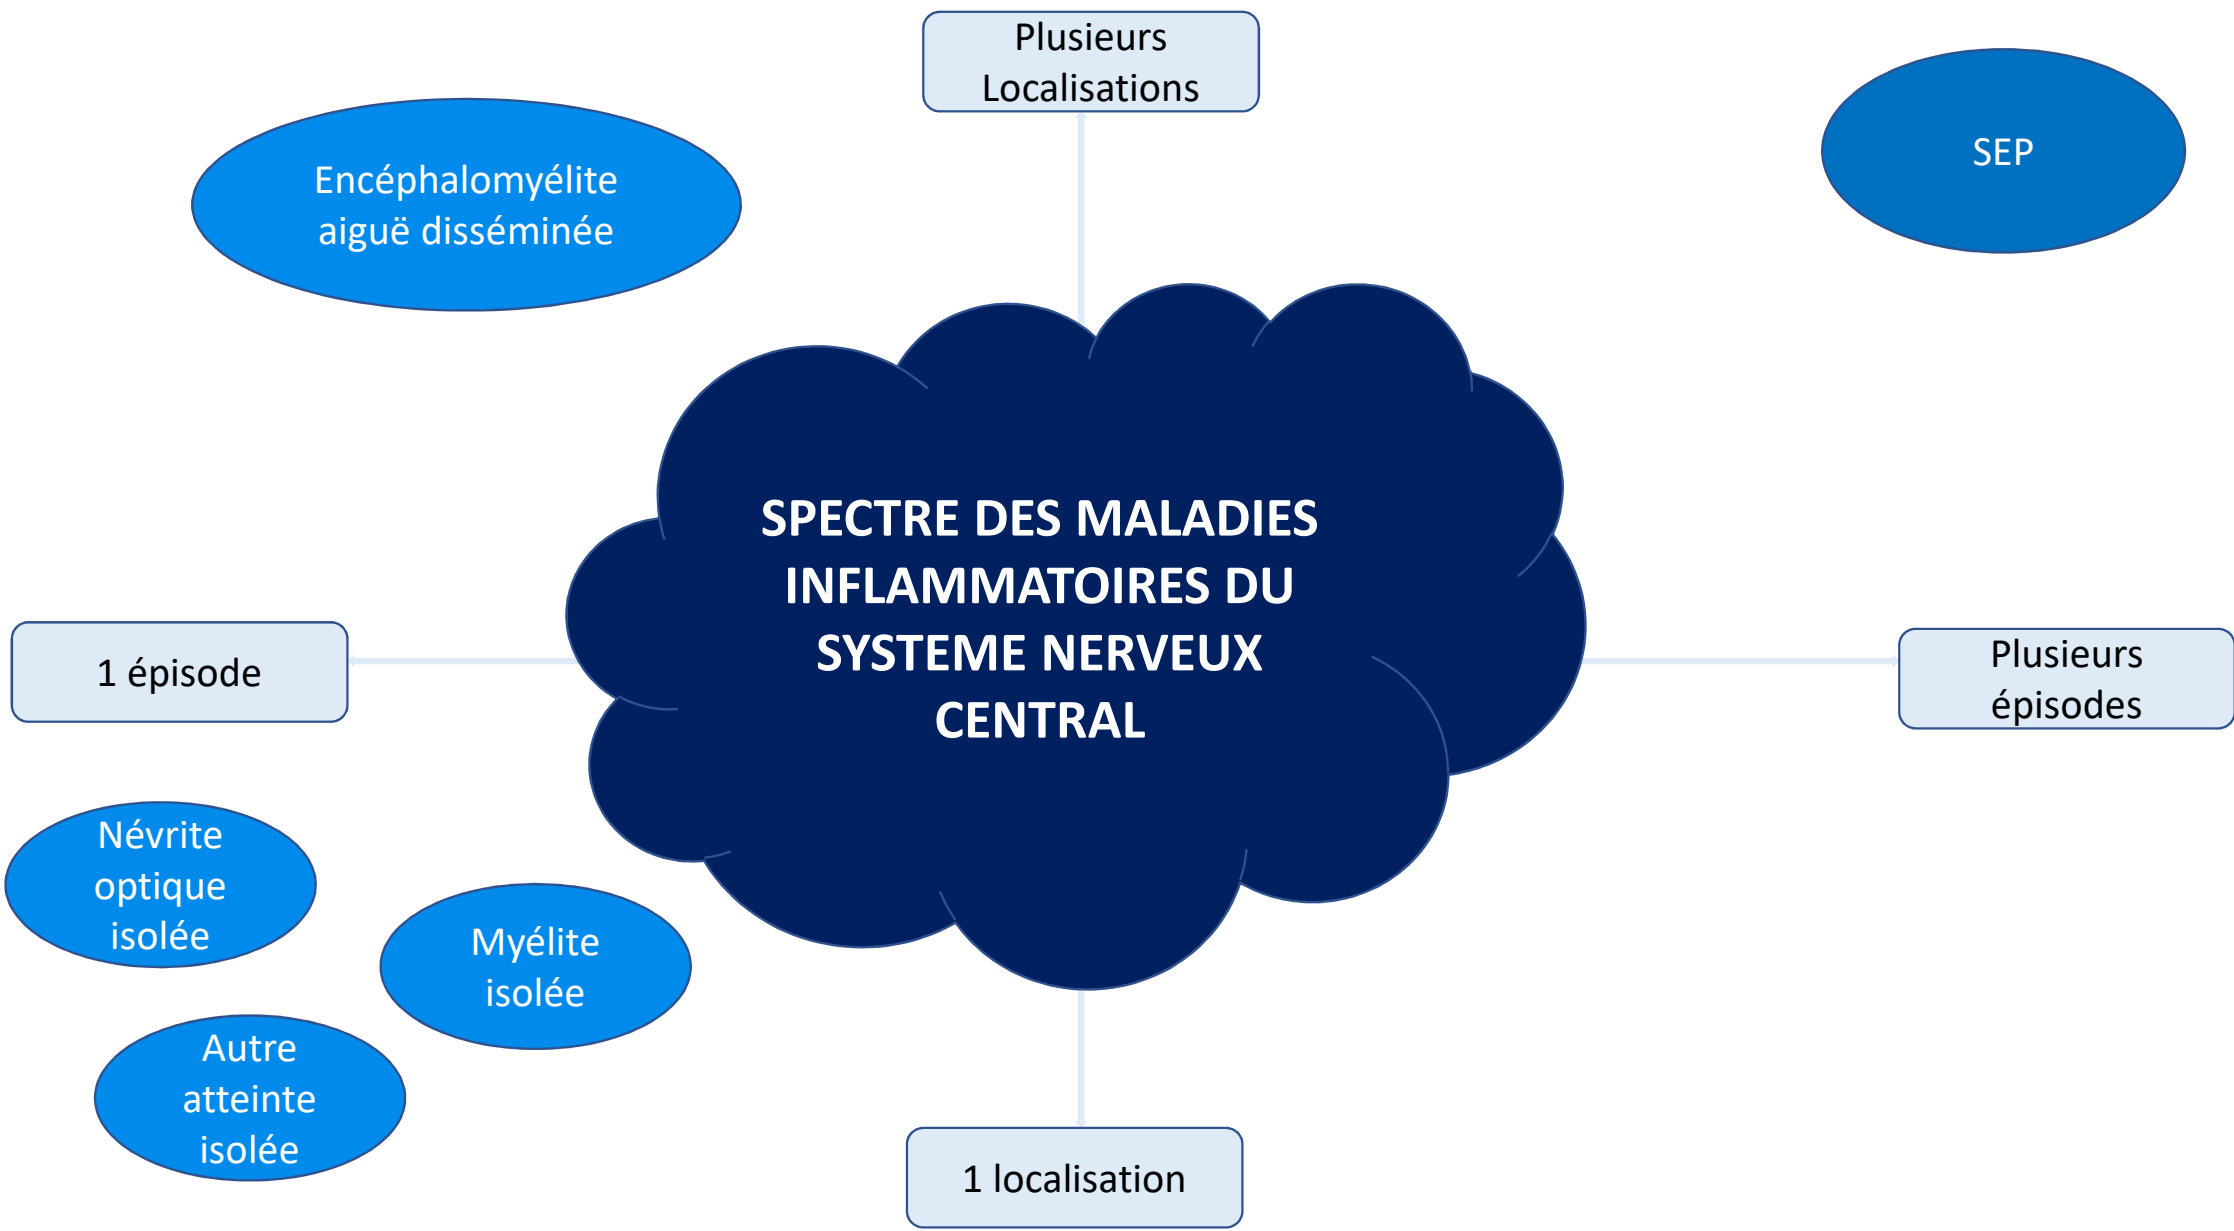 Plusieurs
Localisations
SEP
Encéphalomyélite
aiguë disséminée
SPECTRE DES MALADIES
INFLAMMATOIRES DU
SYSTEME NERVEUX
CENTRAL
1 épisode
Plusieurs
épisodes
Névrite
optique
isolée
Myélite
isolée
Autre
atteinte
isolée
1 localisation